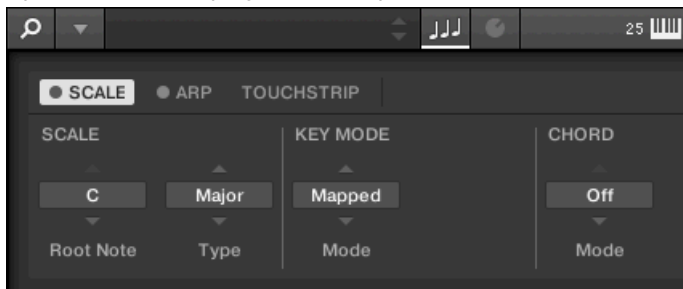 25
SCALE ARP TOUCHSTRIP
SCALE KEY MODE CHORD
C Major Mapped Off
Root Note Type Mode Mode